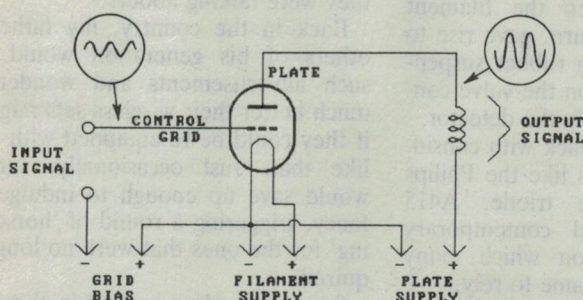 PLATE
CONTROL
GRID
OUTPUT
SIGNAL
INPUT
SIGNAL
- +
- +
- +
GRID
BIAS
FILAMENT
SUPPLY
PLATE
SUPPLY